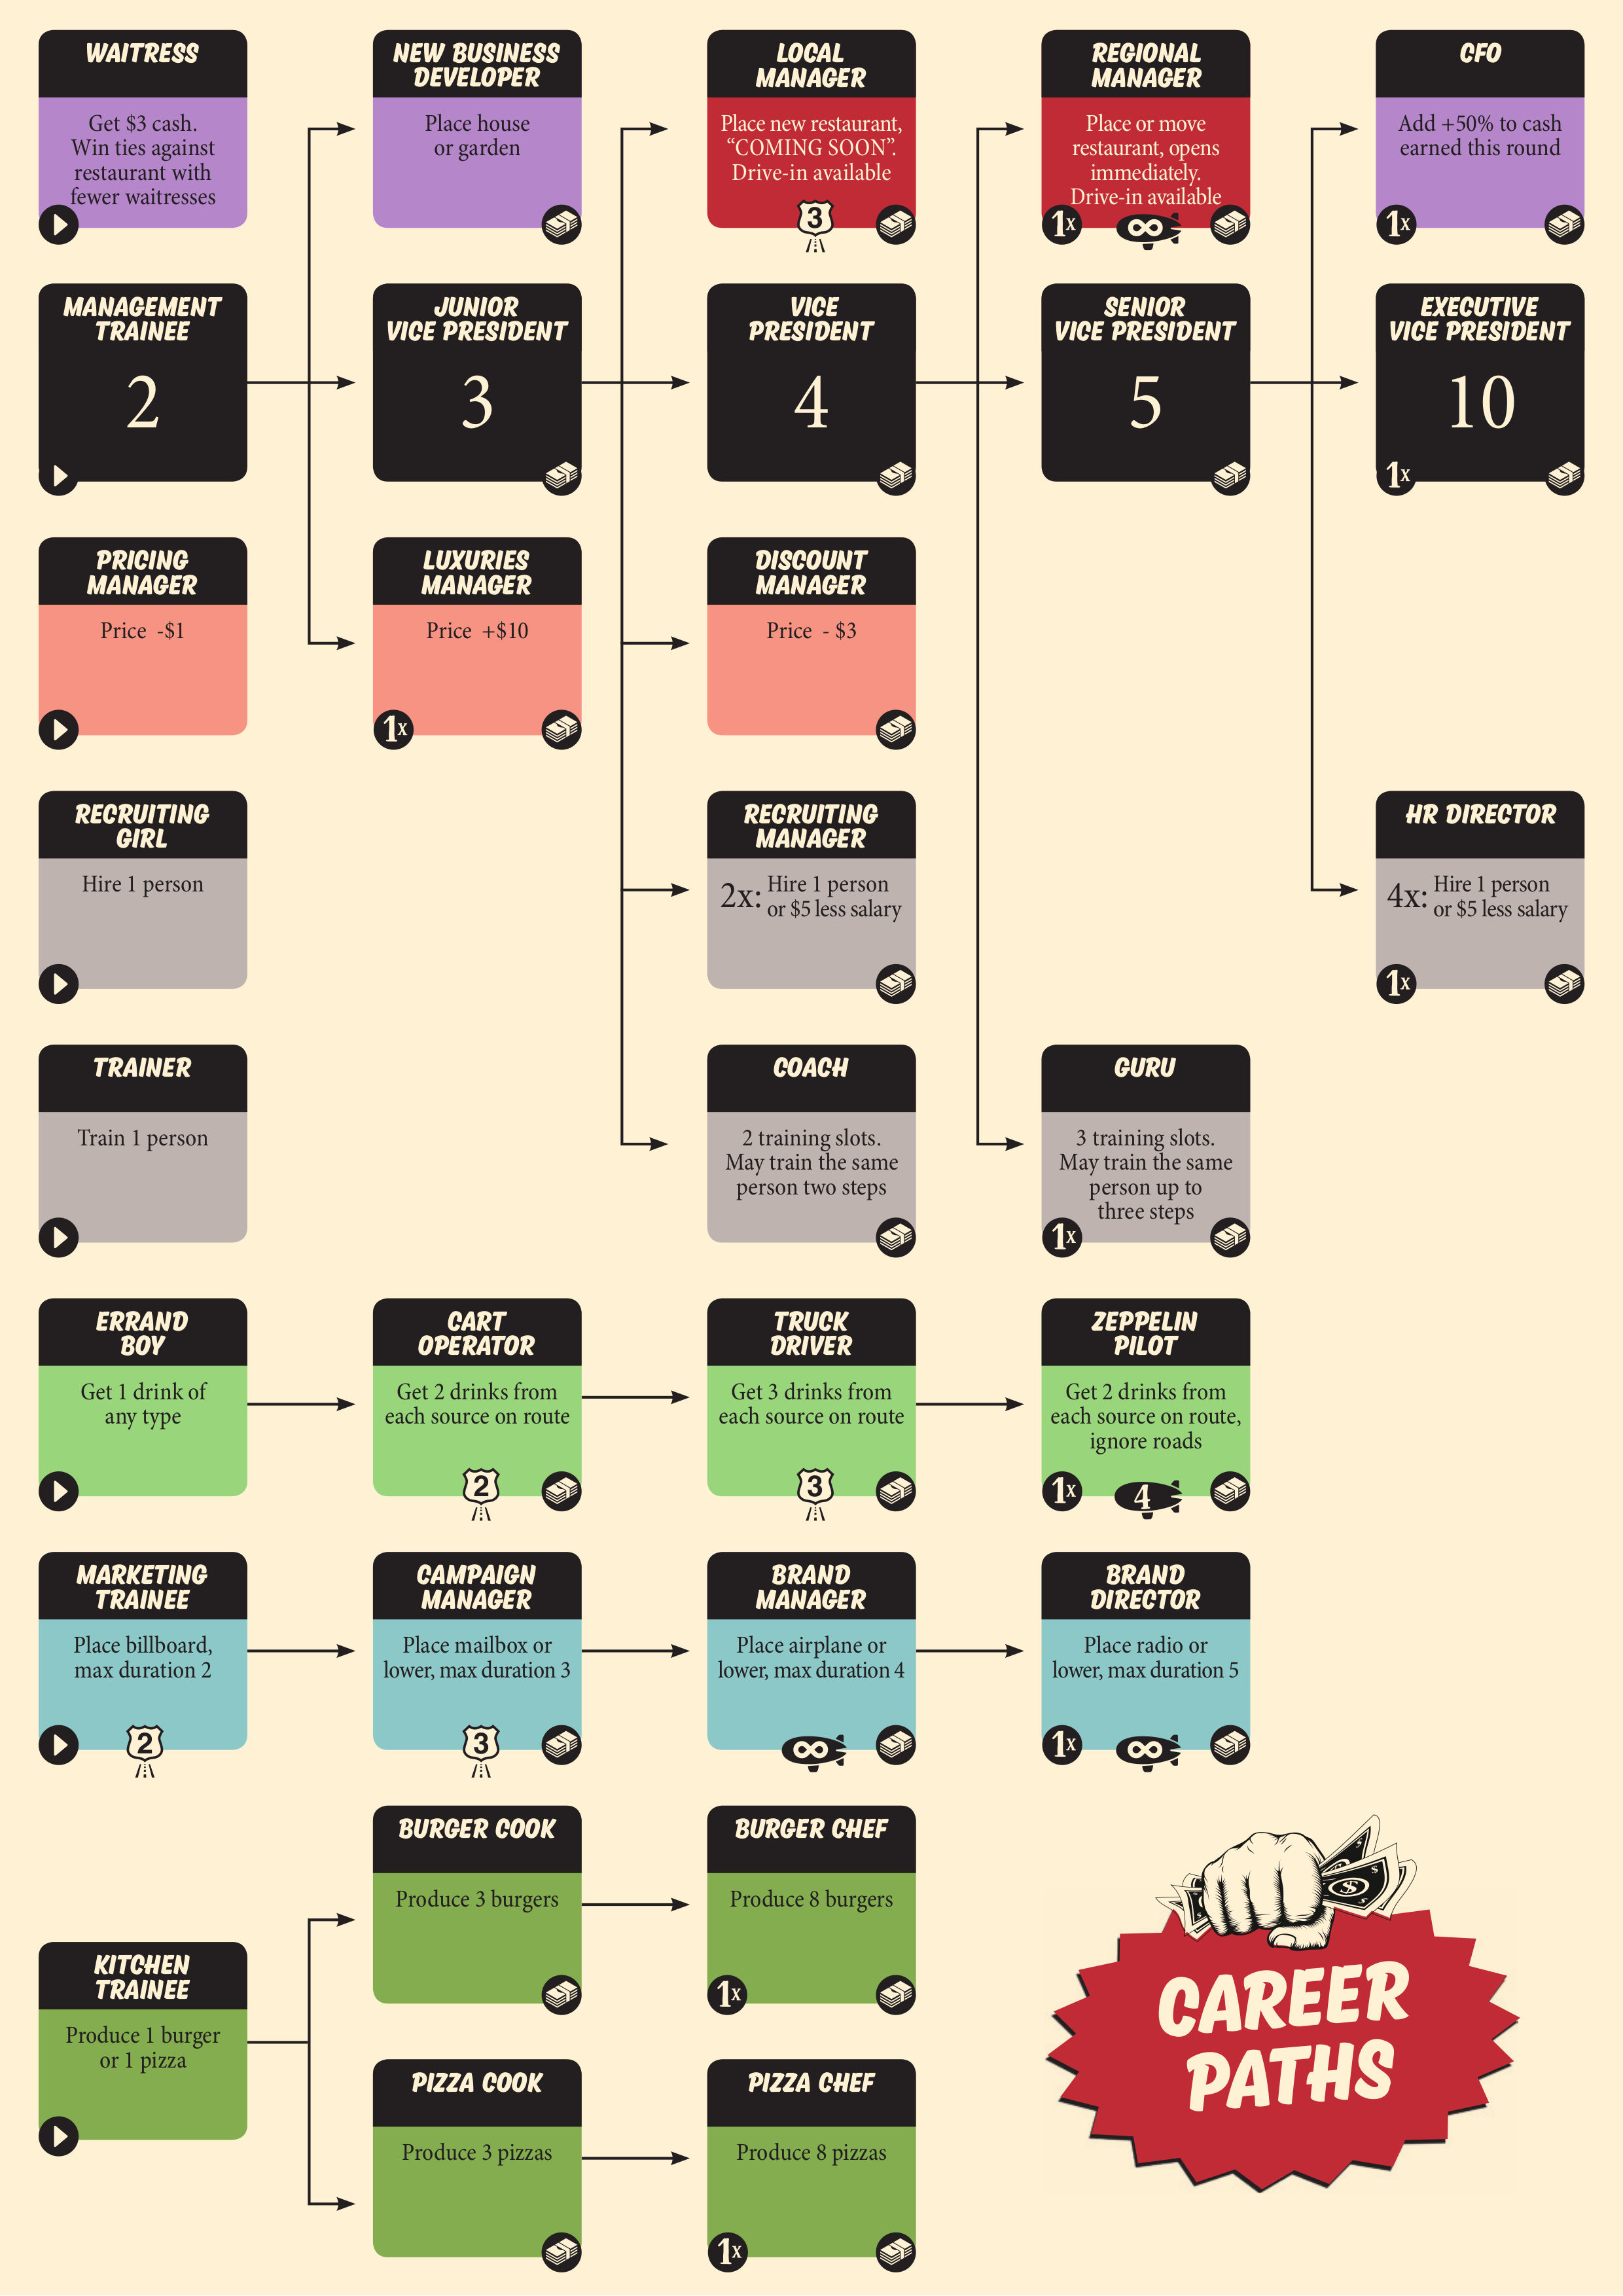 WAITRESS
Get $3 cash.
Win ties against
restaurant with
fewer waitresses
NEW BUSINESS
DEVELOPER
Place house
or garden
LOCAL
MANAGER
Place new restaurant,
“COMING SOON”.
Drive-in available
3
REGIONAL
MANAGER
Place or move
restaurant, opens
immediately.
Drive-in available
1x
∞
CFO
Add +50% to cash
earned this round
1x
MANAGEMENT
TRAINEE
2
JUNIOR
VICE PRESIDENT
3
VICE
PRESIDENT
4
SENIOR
VICE PRESIDENT
5
EXECUTIVE
VICE PRESIDENT
10
1x
PRICING
MANAGER
Price -$1
LUXURIES
MANAGER
Price +$10
1x
DISCOUNT
MANAGER
Price - $3
RECRUITING
GIRL
Hire 1 person
RECRUITING
MANAGER
2x: Hire 1 person
or $5 less salary
HR DIRECTOR
4x: Hire 1 person
or $5 less salary
1x
TRAINER
Train 1 person
COACH
2 training slots.
May train the same
person two steps
GURU
3 training slots.
May train the same
person up to
three steps
1x
ERRAND
BOY
Get 1 drink of
any type
CART
OPERATOR
Get 2 drinks from
each source on route
2
TRUCK
DRIVER
Get 3 drinks from
each source on route
3
ZEPPELIN
PILOT
Get 2 drinks from
each source on route,
ignore roads
1x
4
MARKETING
TRAINEE
Place billboard,
max duration 2
2
CAMPAIGN
MANAGER
Place mailbox or
lower, max duration 3
3
BRAND
MANAGER
Place airplane or
lower, max duration 4
∞
BRAND
DIRECTOR
Place radio or
lower, max duration 5
1x
∞
KITCHEN
TRAINEE
Produce 1 burger
or 1 pizza
BURGER COOK
Produce 3 burgers
BURGER CHEF
Produce 8 burgers
1x
PIZZA COOK
Produce 3 pizzas
PIZZA CHEF
Produce 8 pizzas
1x
CAREER
PATHS